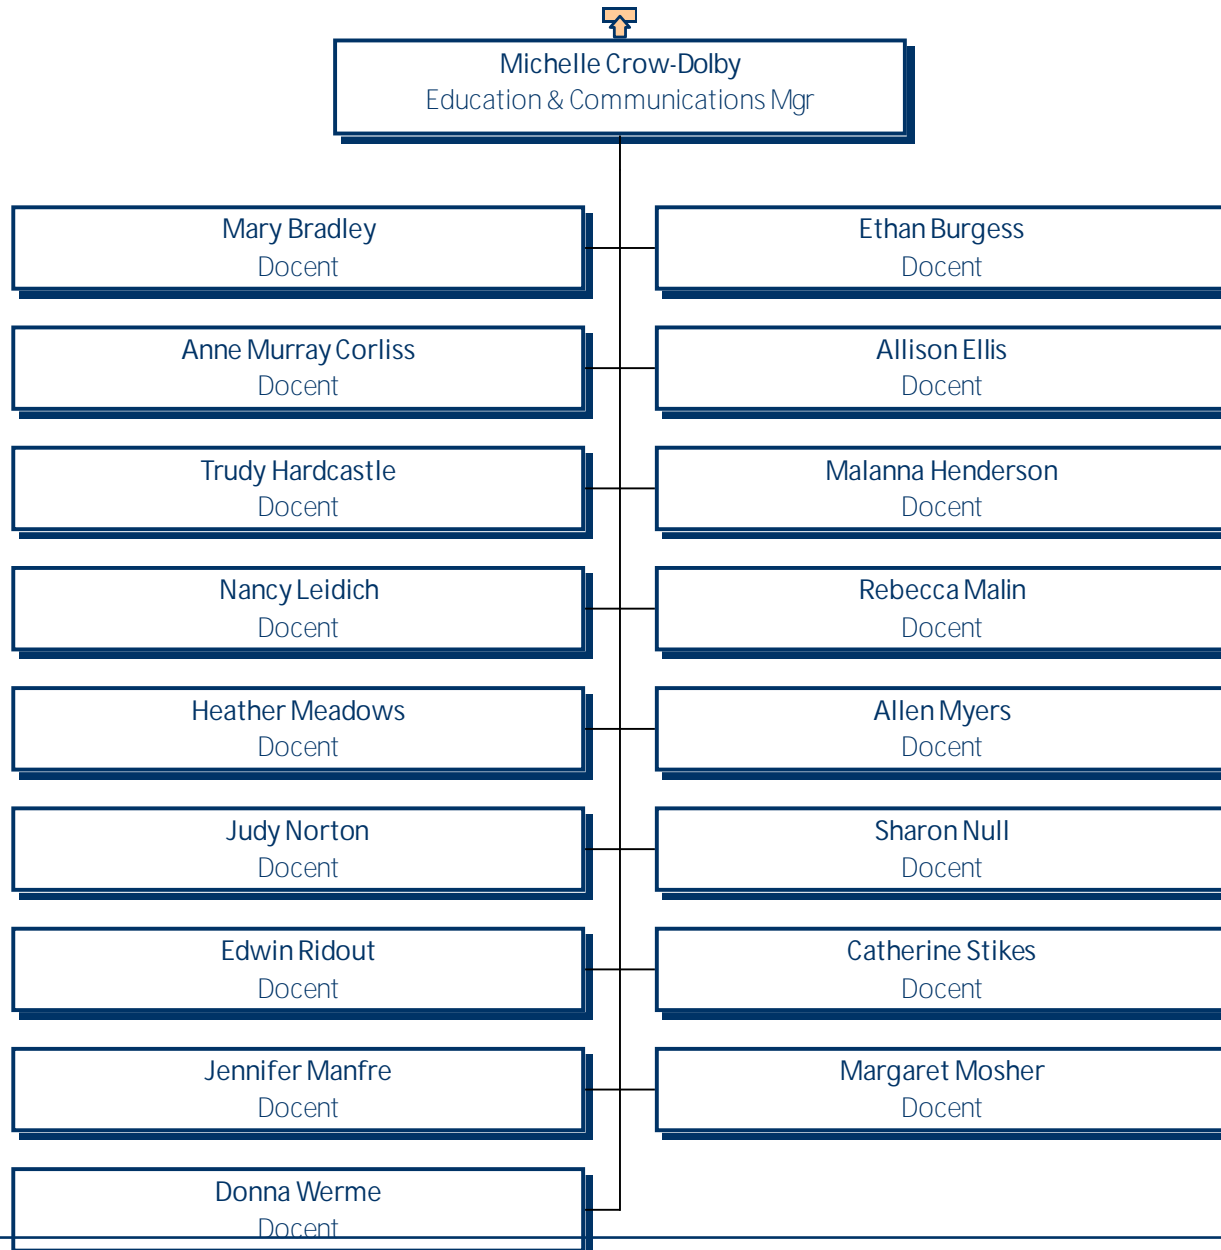 Michelle Crow-Dolby
Education & Communications Mgr
Mary Bradley
Docent
Ethan Burgess
Docent
Anne Murray Corliss
Docent
Allison Ellis
Docent
Trudy Hardcastle
Docent
Malanna Henderson
Docent
Nancy Leidich
Docent
Rebecca Malin
Docent
Heather Meadows
Docent
Allen Myers
Docent
Judy Norton
Docent
Sharon Null
Docent
Edwin Ridout
Docent
Catherine Stikes
Docent
Jennifer Manfre
Docent
Margaret Mosher
Docent
Donna Werme
Docent